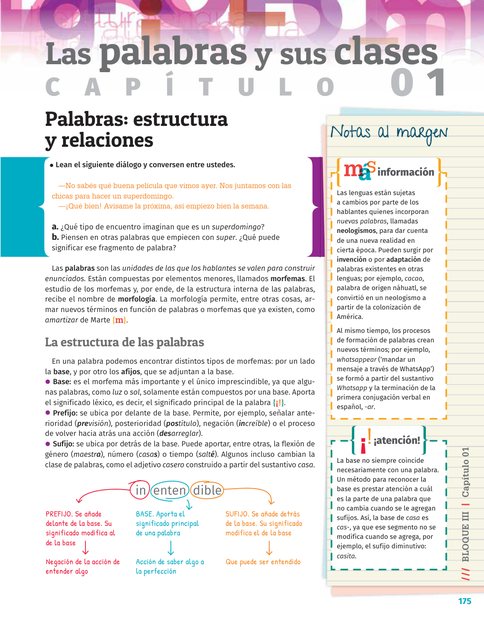 Las palabras y sus clases
CAPÍTULO 01
Palabras: estructura
y relaciones
• Lean el siguiente diálogo y conversen entre ustedes.
—No sabés qué buena película que vimos ayer. Nos juntamos con las
chicas para hacer un superdomingo.
—¡Qué bien! Avisame la próxima, así empiezo bien la semana.
a. ¿Qué tipo de encuentro imaginan que es un superdomingo?
b. Piensen en otras palabras que empiecen con super. ¿Qué puede
significar ese fragmento de palabra?
Las palabras son las unidades de las que los hablantes se valen para construir
enunciados. Están compuestas por elementos menores, llamados morfemas. El
estudio de los morfemas y, por ende, de la estructura interna de las palabras,
recibe el nombre de morfología. La morfología permite, entre otras cosas, ar-
mar nuevos términos en función de palabras o morfemas que ya existen, como
amartizar de Marte [m].
La estructura de las palabras
En una palabra podemos encontrar distintos tipos de morfemas: por un lado
la base, y por otro los afijos, que se adjuntan a la base.
• Base: es el morfema más importante y el único imprescindible, ya que algu-
nas palabras, como luz o sol, solamente están compuestas por una base. Aporta
el significado léxico, es decir, el significado principal de la palabra [¡!].
• Prefijo: se ubica por delante de la base. Permite, por ejemplo, señalar ante-
rioridad (previsión), posterioridad (postítulo), negación (increíble) o el proceso
de volver hacia atrás una acción (desarreglar).
• Sufijo: se ubica por detrás de la base. Puede aportar, entre otras, la flexión de
género (maestra), número (casas) o tiempo (salté). Algunos incluso cambian la
clase de palabras, como el adjetivo casero construido a partir del sustantivo casa.
in enten dible
PREFIJO. Se añade
delante de la base. Su
significado modifica al
de la base
Negación de la acción de
entender algo
BASE. Aporta el
significado principal
de una palabra
Acción de saber algo a
la perfección
SUFIJO. Se añade detrás
de la base. Su significado
modifica el de la base
Que puede ser entendido
Notas al margen
más información
Las lenguas están sujetas
a cambios por parte de los
hablantes quienes incorporan
nuevas palabras, llamadas
neologismos, para dar cuenta
de una nueva realidad en
cierta época. Pueden surgir por
invención o por adaptación de
palabras existentes en otras
lenguas; por ejemplo, cacao,
palabra de origen náhuatl, se
convirtió en un neologismo a
partir de la colonización de
América.
Al mismo tiempo, los procesos
de formación de palabras crean
nuevos términos; por ejemplo,
whatsappear ('mandar un
mensaje a través de WhatsApp')
se formó a partir del sustantivo
Whatsapp y la terminación de la
primera conjugación verbal en
español, -ar.
¡! ¡atención!
La base no siempre coincide
necesariamente con una palabra.
Un método para reconocer la
base es prestar atención a cuál
es la parte de una palabra que
no cambia cuando se le agregan
sufijos. Así, la base de casa es
cas-, ya que ese segmento no se
modifica cuando se agrega, por
ejemplo, el sufijo diminutivo:
casita.
/// BLOQUE III | Capítulo 01
175